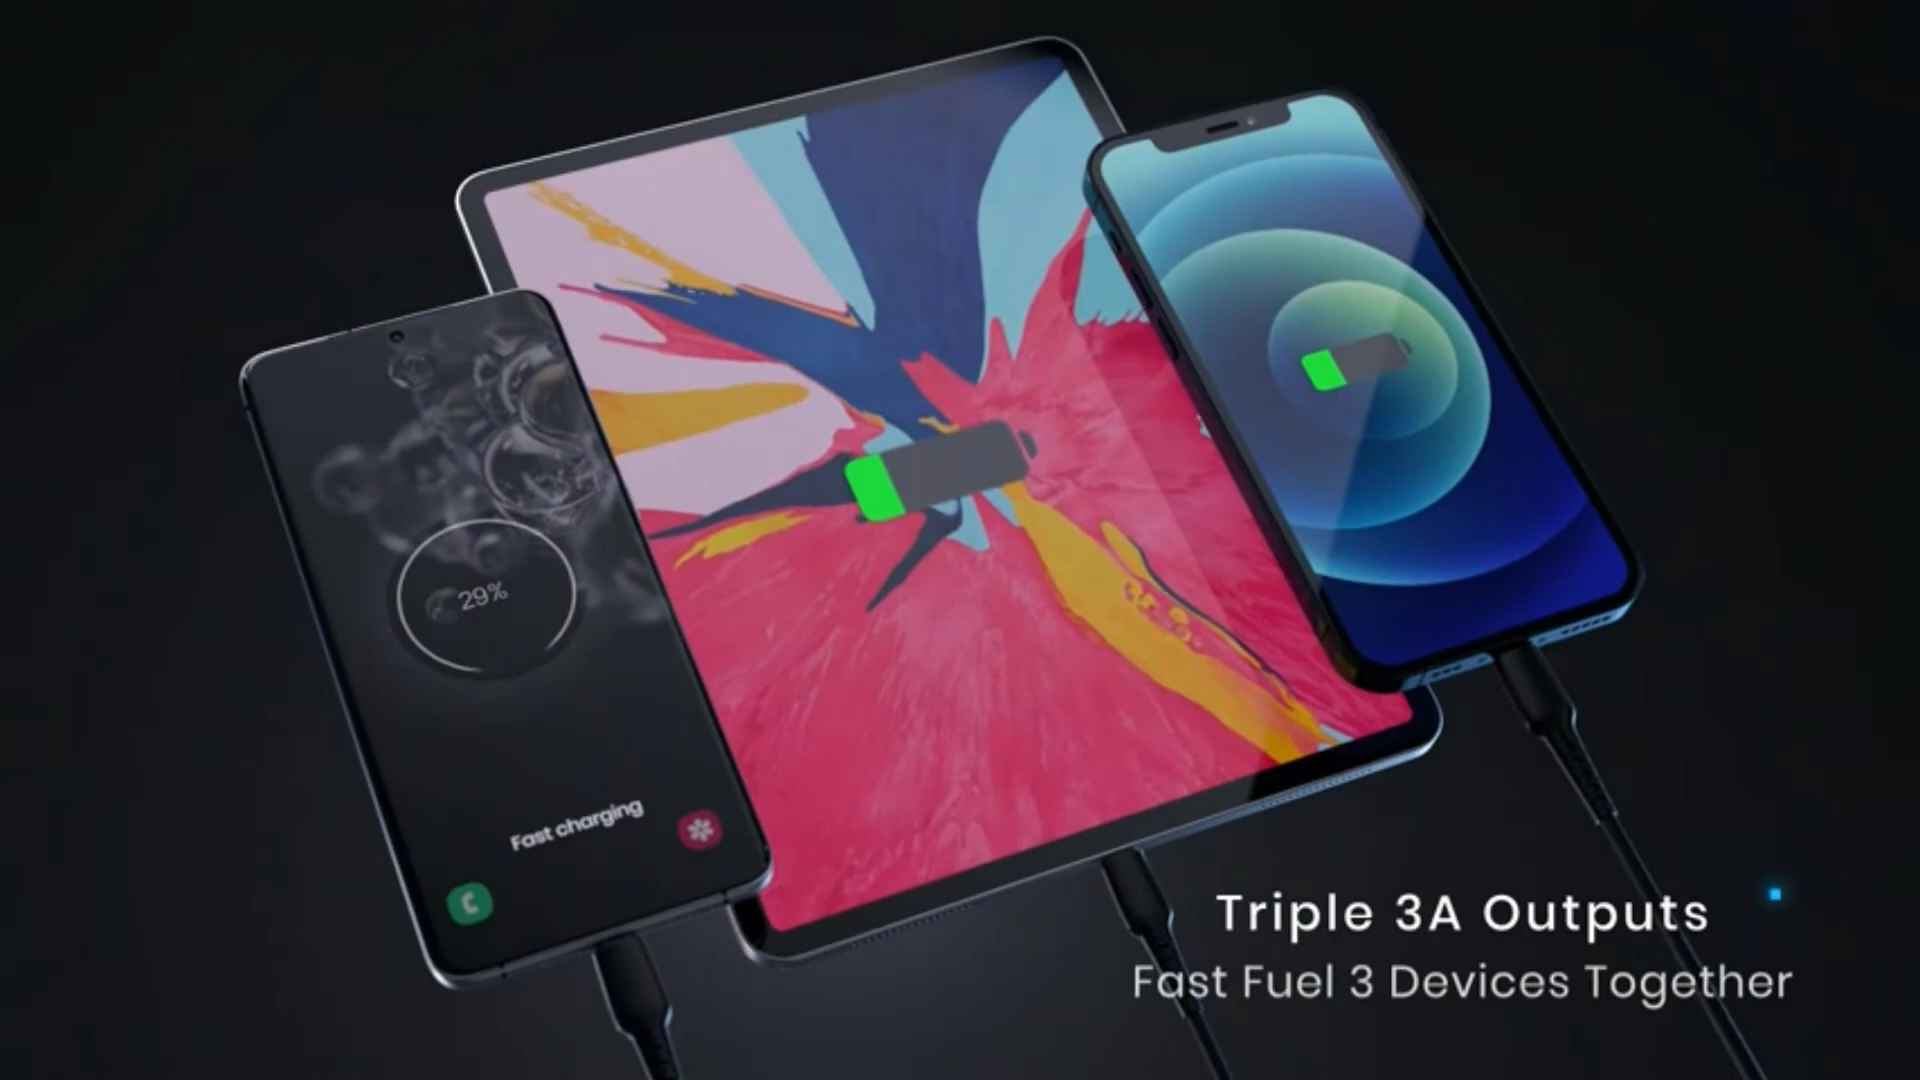 29%
Fast charging
Triple 3A Outputs
Fast Fuel 3 Devices Together